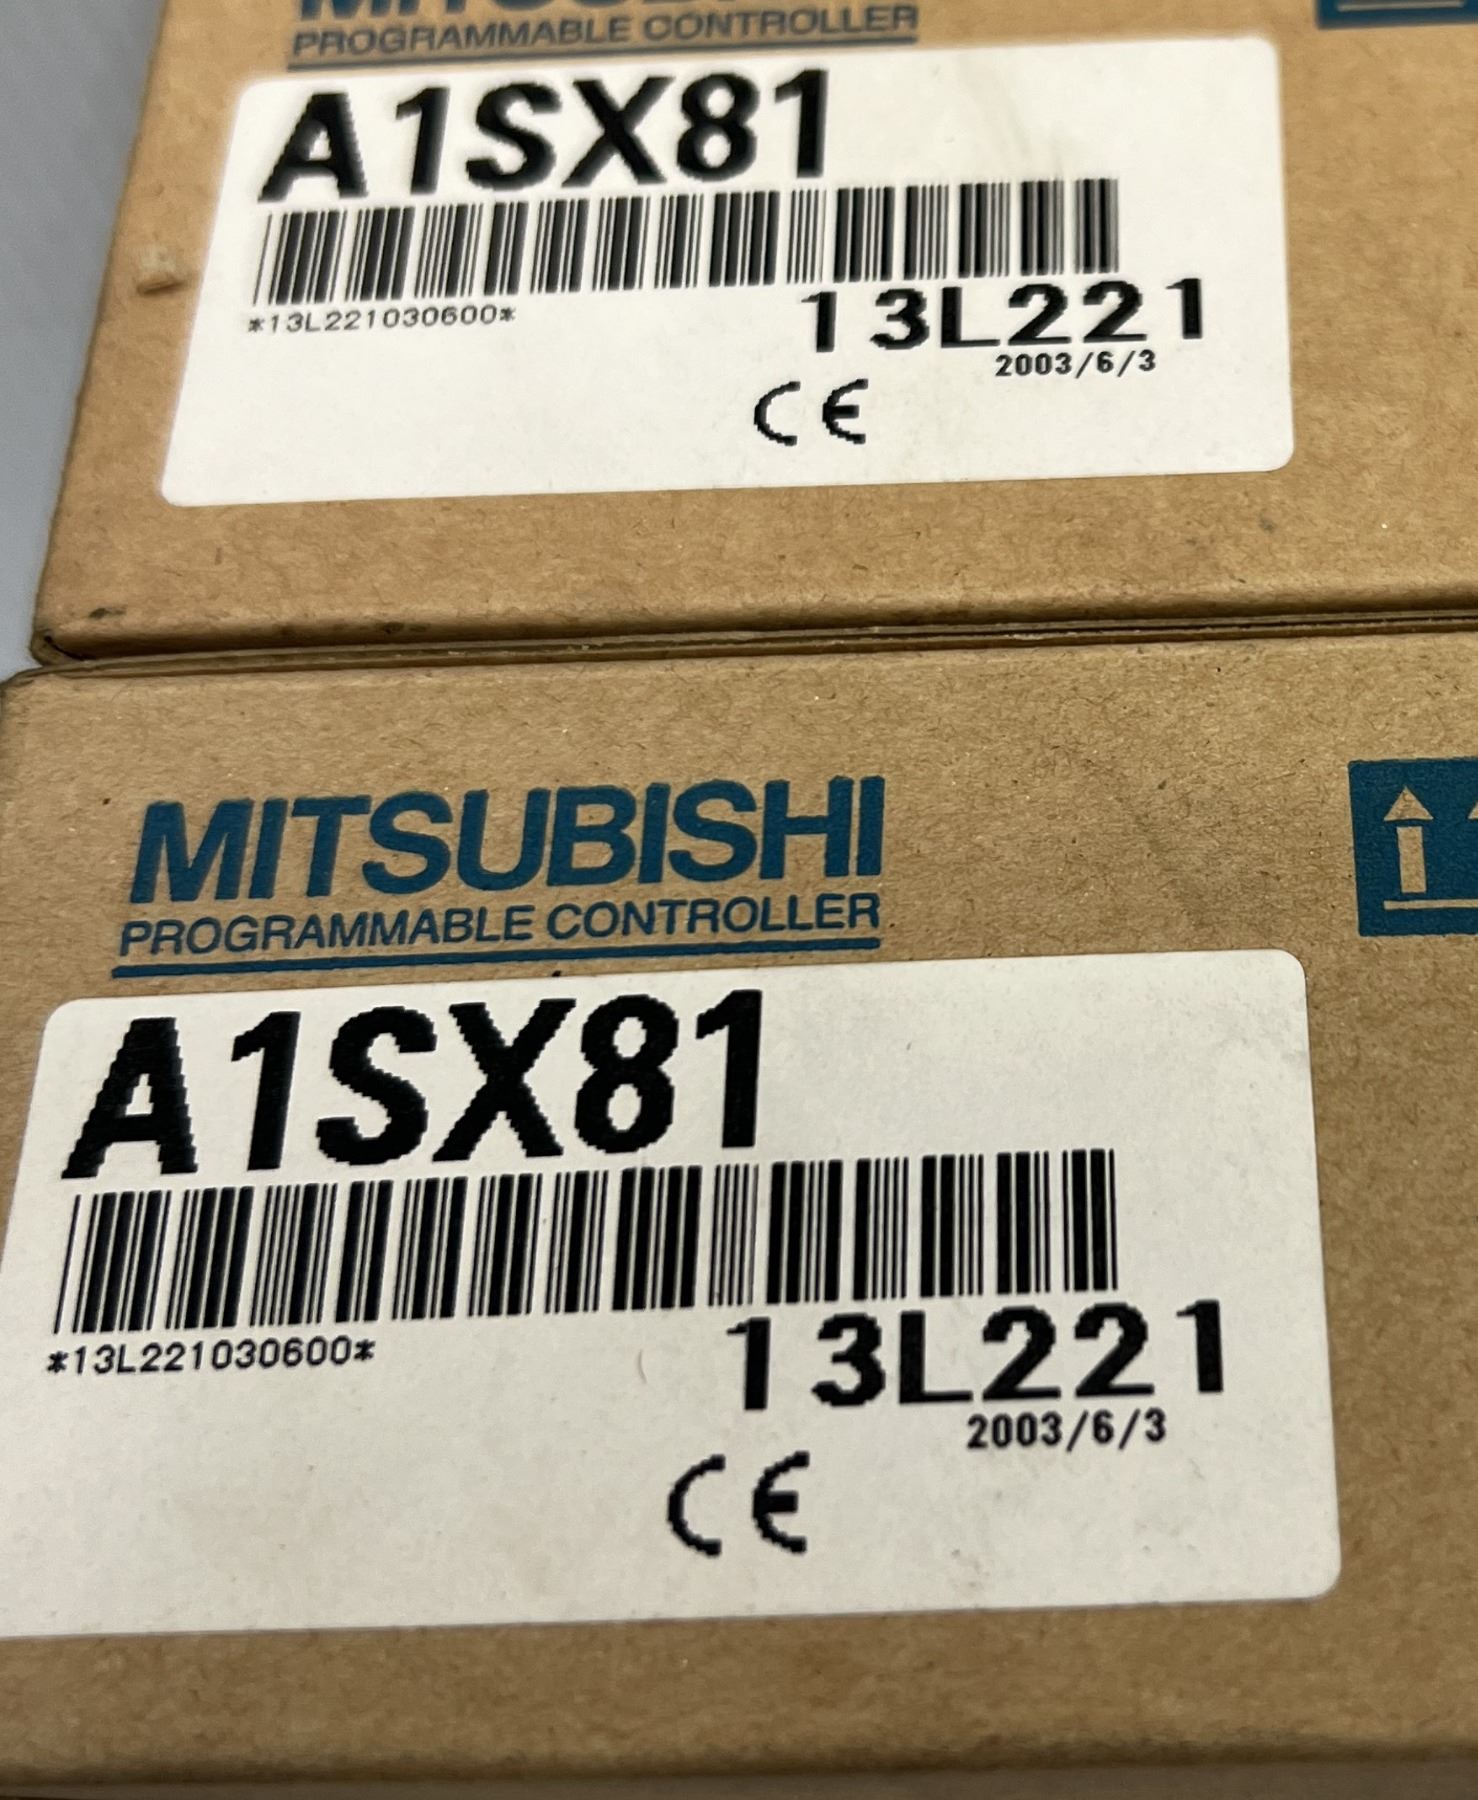 MITSUBISHI
PROGRAMMABLE CONTROLLER
A1SX81
*13L221030600*
13L221
2003/6/3
CE
MITSUBISHI
PROGRAMMABLE CONTROLLER
A1SX81
*13L221030600*
13L221
2003/6/3
CE